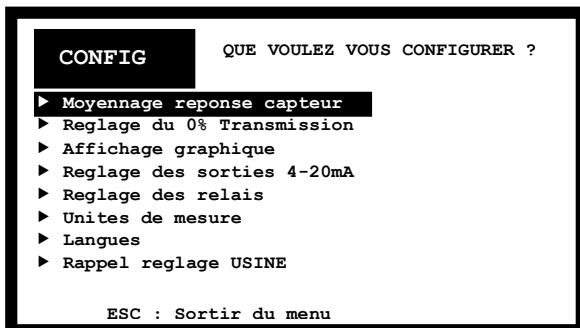 CONFIG
QUE VOULEZ VOUS CONFIGURER ?
Moyennage reponse capteur
Reglage du 0% Transmission
Affichage graphique
Reglage des sorties 4-20mA
Reglage des relais
Unites de mesure
Langues
Rappel reglage USINE
ESC : Sortir du menu